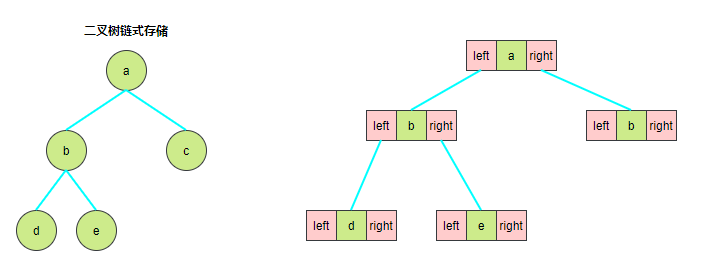 二叉树链式存储
a
b
c
d
e
left a right
left b right
left b right
left d right
left e right